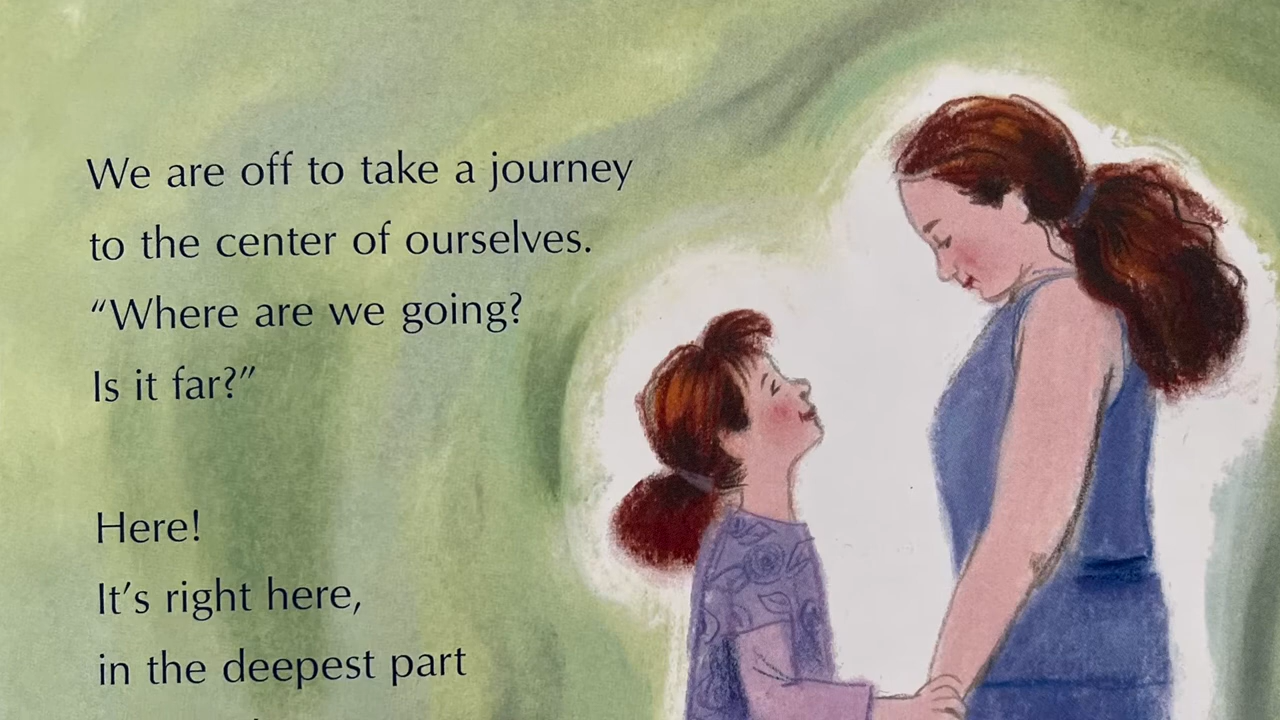 We are off to take a journey
to the center of ourselves.
“Where are we going?
Is it far?”
Here!
It’s right here,
in the deepest part